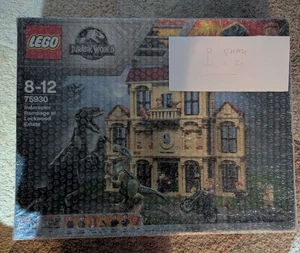 LEGO
JURASSIC WORLD
8-12
75930
Indoraptor
Rampage at
Lockwood
Estate